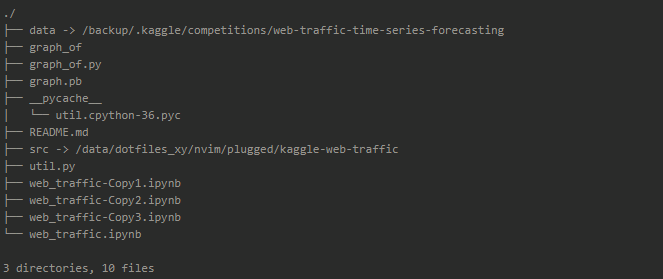 ./
├── data -> /backup/.kaggle/competitions/web-traffic-time-series-forecasting
├── graph_of
├── graph_of.py
├── graph.pb
├── __pycache__
│   └── util.cpython-36.pyc
├── README.md
├── src -> /data/dotfiles_xy/nvim/plugged/kaggle-web-traffic
├── util.py
├── web_traffic-Copy1.ipynb
├── web_traffic-Copy2.ipynb
├── web_traffic-Copy3.ipynb
└── web_traffic.ipynb
3 directories, 10 files